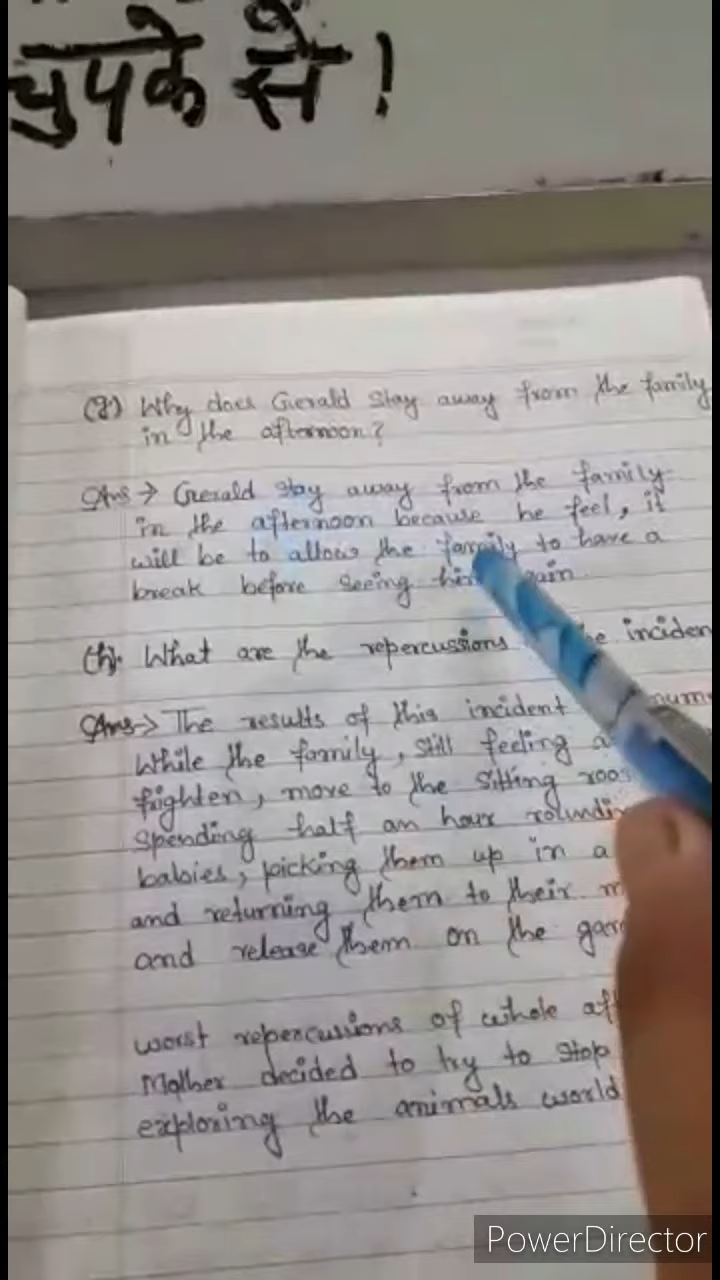 चुपके से!
(g) Why does Gerald stay away from the family
in the afternoon?
Ans → Gerald stay away from the family
in the afternoon because he feel, it
will be to allow the family to have a
break before seeing
(h). What are the repercussions
Ans → The results of this incident
While the family, still feeling a
frighten, move to the sitting
spending half an hour
babies, picking them up in a
and returning them to their
and release them on the
worst repercussions of whole
Mother decided to try to stop
exploring the animals world
PowerDirector